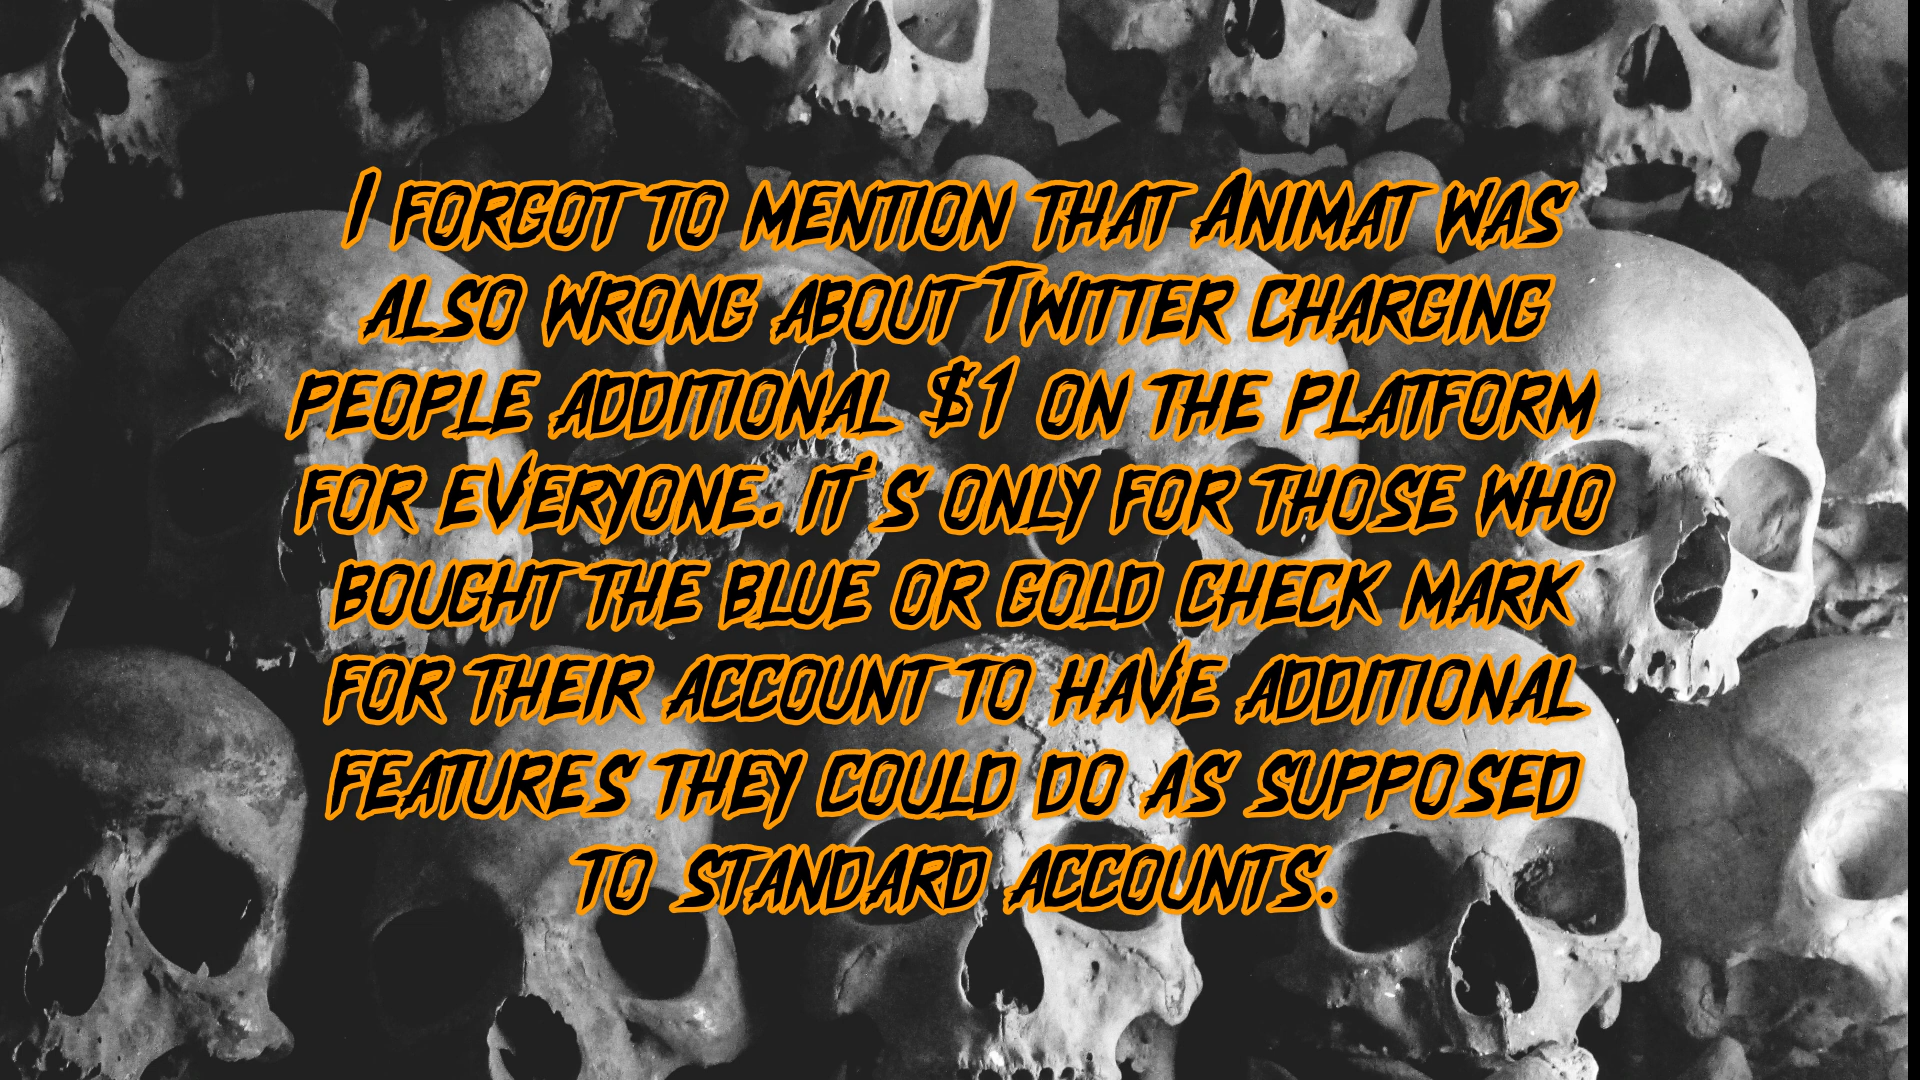 I forgot to mention that Animat was
also wrong about Twitter charging
people additional $1 on the platform
for everyone. it's only for those who
bought the blue or gold check mark
for their account to have additional
features they could do as supposed
to standard accounts.